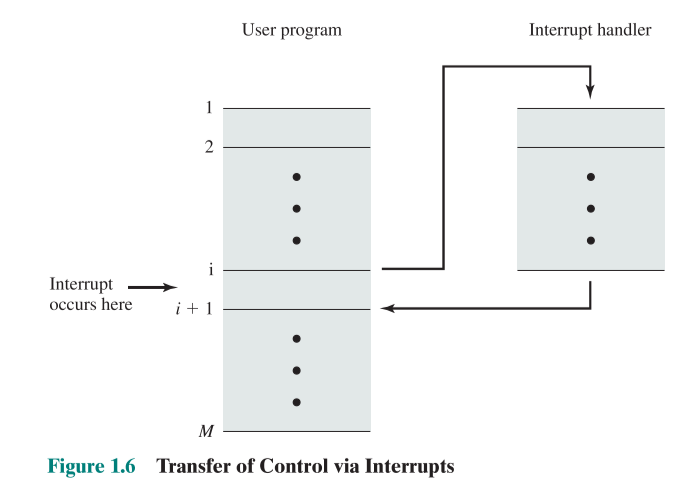 User program
Interrupt handler
1
2
i
Interrupt
occurs here
i + 1
M
Figure 1.6 Transfer of Control via Interrupts